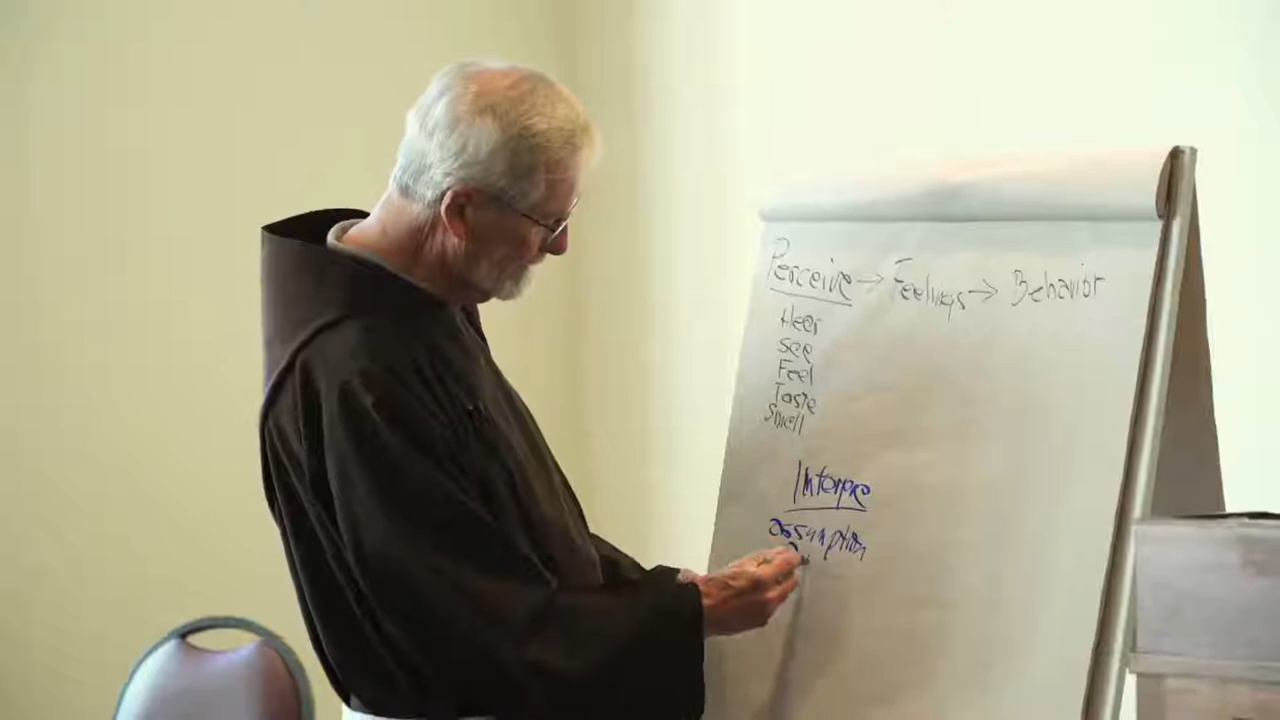 Perceive → Feelings → Behavior
Hear
See
Feel
Taste
Smell
Interpre
assumption